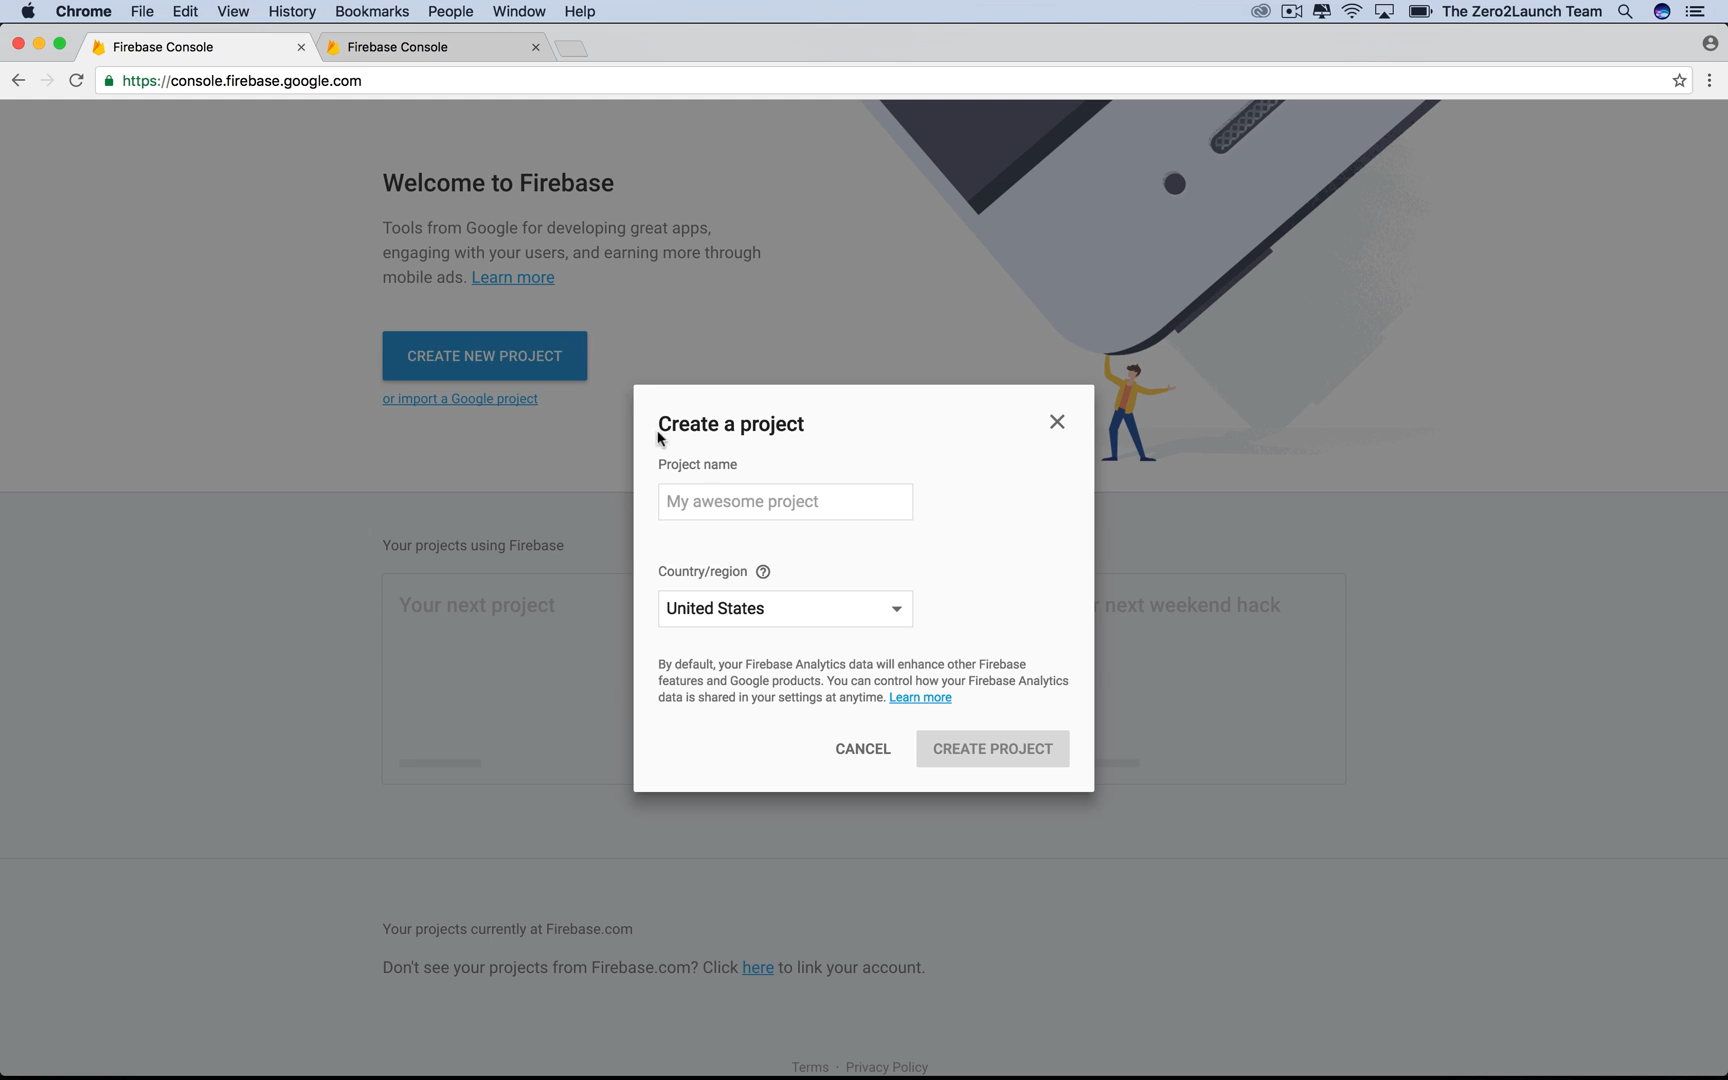 Chrome File Edit View History Bookmarks People Window Help The Zero2Launch Team
Firebase Console Firebase Console
https://console.firebase.google.com
Welcome to Firebase
Tools from Google for developing great apps,
engaging with your users, and earning more through
mobile ads. Learn more
CREATE NEW PROJECT
or import a Google project
Create a project
Project name
My awesome project
Country/region
United States
By default, your Firebase Analytics data will enhance other Firebase
features and Google products. You can control how your Firebase Analytics
data is shared in your settings at anytime. Learn more
CANCEL CREATE PROJECT
Your projects using Firebase
Your next project
next weekend hack
Your projects currently at Firebase.com
Don't see your projects from Firebase.com? Click here to link your account.
Terms · Privacy Policy